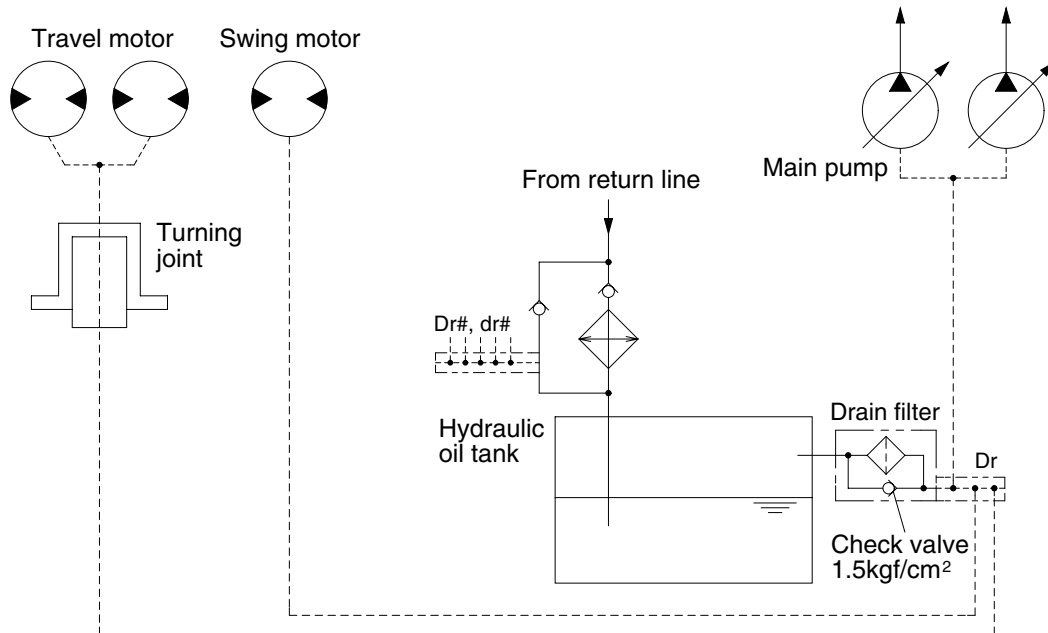 Travel motor
Swing motor
Main pump
From return line
Turning
joint
Dr#, dr#
Drain filter
Hydraulic
oil tank
Dr
Check valve
1.5kgf/cm²